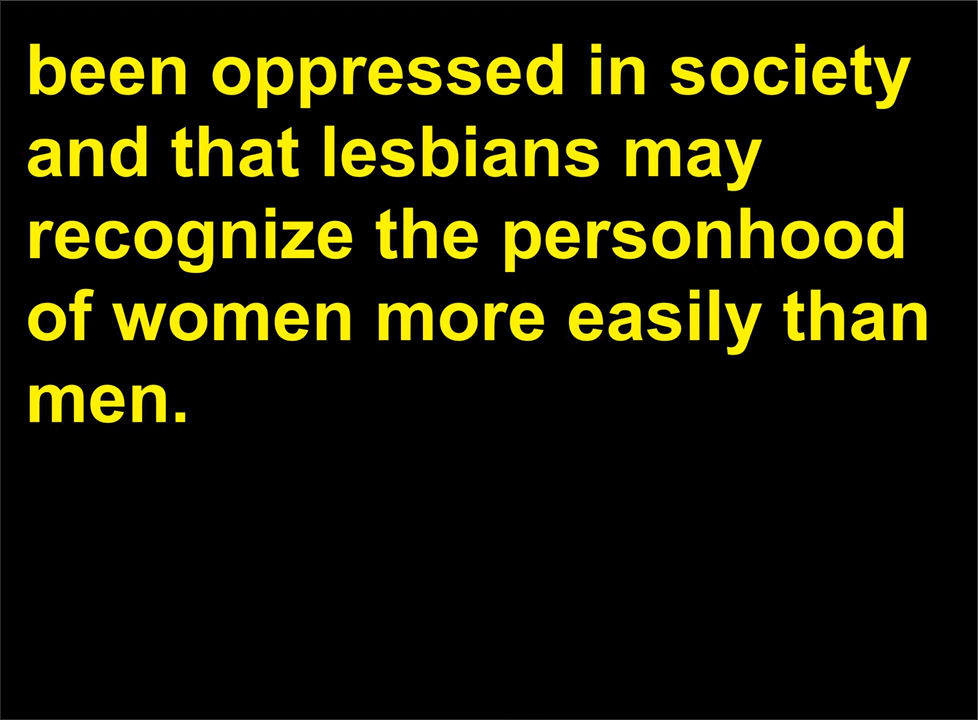 been oppressed in society
and that lesbians may
recognize the personhood
of women more easily than
men.